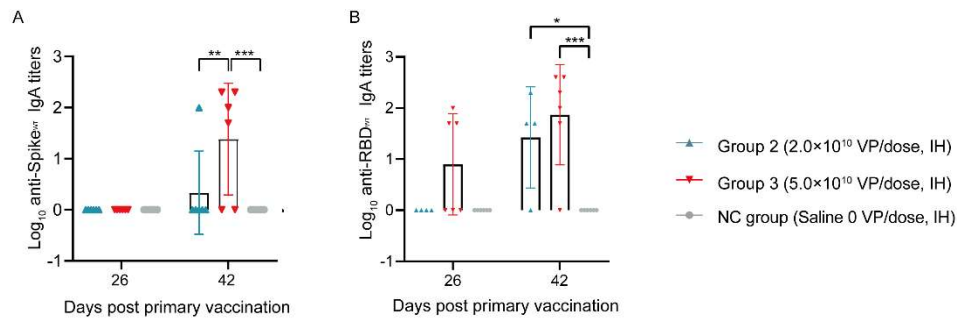 A
Log10 anti-Spikewt IgA titers
3
2
1
0
-1
** ***
26 42
Days post primary vaccination
B
Log10 anti-RBDwt IgA titers
3
2
1
0
-1
*
***
26 42
Days post primary vaccination
Group 2 (2.0×10¹⁰ VP/dose, IH)
Group 3 (5.0×10¹⁰ VP/dose, IH)
NC group (Saline 0 VP/dose, IH)